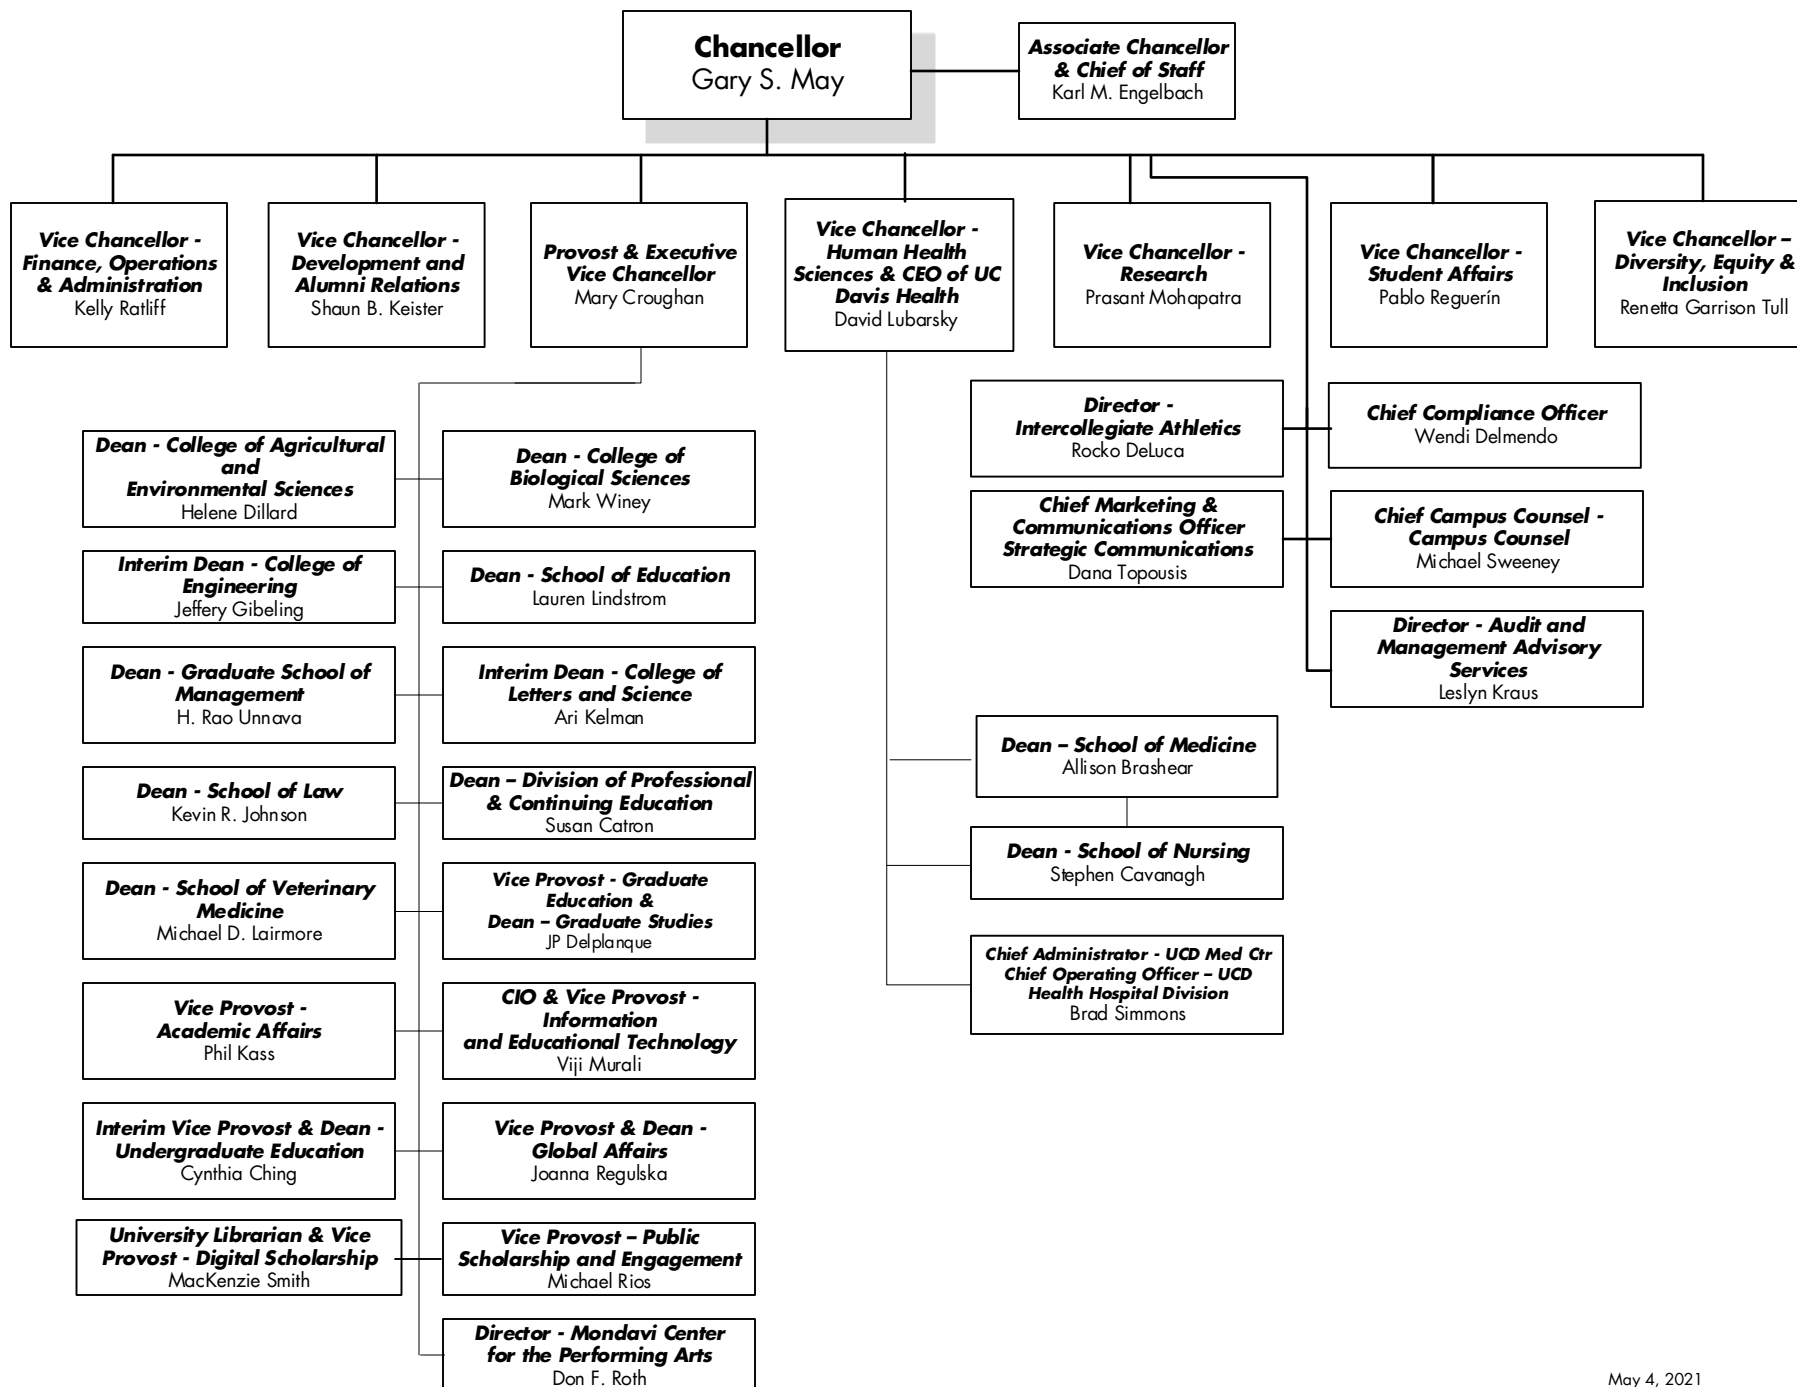 Chancellor
Gary S. May
Associate Chancellor
& Chief of Staff
Karl M. Engelbach
Vice Chancellor -
Finance, Operations
& Administration
Kelly Ratliff
Vice Chancellor -
Development and
Alumni Relations
Shaun B. Keister
Provost & Executive
Vice Chancellor
Mary Croughan
Vice Chancellor -
Human Health
Sciences & CEO of UC
Davis Health
David Lubarsky
Vice Chancellor -
Research
Prasant Mohapatra
Vice Chancellor -
Student Affairs
Pablo Reguerín
Vice Chancellor –
Diversity, Equity &
Inclusion
Renetta Garrison Tull
Dean - College of Agricultural
and
Environmental Sciences
Helene Dillard
Dean - College of
Biological Sciences
Mark Winey
Interim Dean - College of
Engineering
Jeffery Gibeling
Dean - School of Education
Lauren Lindstrom
Dean - Graduate School of
Management
H. Rao Unnava
Interim Dean - College of
Letters and Science
Ari Kelman
Dean - School of Law
Kevin R. Johnson
Dean – Division of Professional
& Continuing Education
Susan Catron
Dean - School of Veterinary
Medicine
Michael D. Lairmore
Vice Provost - Graduate
Education &
Dean – Graduate Studies
JP Delplanque
Vice Provost -
Academic Affairs
Phil Kass
CIO & Vice Provost -
Information
and Educational Technology
Viji Murali
Interim Vice Provost & Dean -
Undergraduate Education
Cynthia Ching
Vice Provost & Dean -
Global Affairs
Joanna Regulska
University Librarian & Vice
Provost - Digital Scholarship
MacKenzie Smith
Vice Provost – Public
Scholarship and Engagement
Michael Rios
Director - Mondavi Center
for the Performing Arts
Don F. Roth
Director -
Intercollegiate Athletics
Rocko DeLuca
Chief Compliance Officer
Wendi Delmendo
Chief Marketing &
Communications Officer
Strategic Communications
Dana Topousis
Chief Campus Counsel -
Campus Counsel
Michael Sweeney
Director - Audit and
Management Advisory
Services
Leslyn Kraus
Dean – School of Medicine
Allison Brashear
Dean - School of Nursing
Stephen Cavanagh
Chief Administrator - UCD Med Ctr
Chief Operating Officer – UCD
Health Hospital Division
Brad Simmons
May 4, 2021